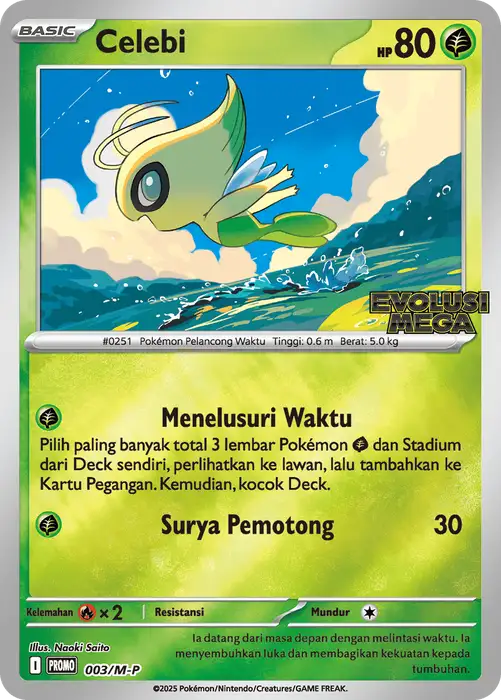 BASIC
Celebi
HP 80
EVOLUSI
MEGA
#0251 Pokémon Pelancong Waktu Tinggi: 0.6 m Berat: 5.0 kg
Menelusuri Waktu
Pilih paling banyak total 3 lembar Pokémon dan Stadium
dari Deck sendiri, perlihatkan ke lawan, lalu tambahkan ke
Kartu Pegangan. Kemudian, kocok Deck.
Surya Pemotong 30
Kelemahan ×2 Resistansi Mundur
Illus. Naoki Saito
I PROMO 003/M-P
Ia datang dari masa depan dengan melintasi waktu. Ia
menyembuhkan luka dan membagikan kekuatan kepada
tumbuhan.
©2025 Pokémon/Nintendo/Creatures/GAME FREAK.